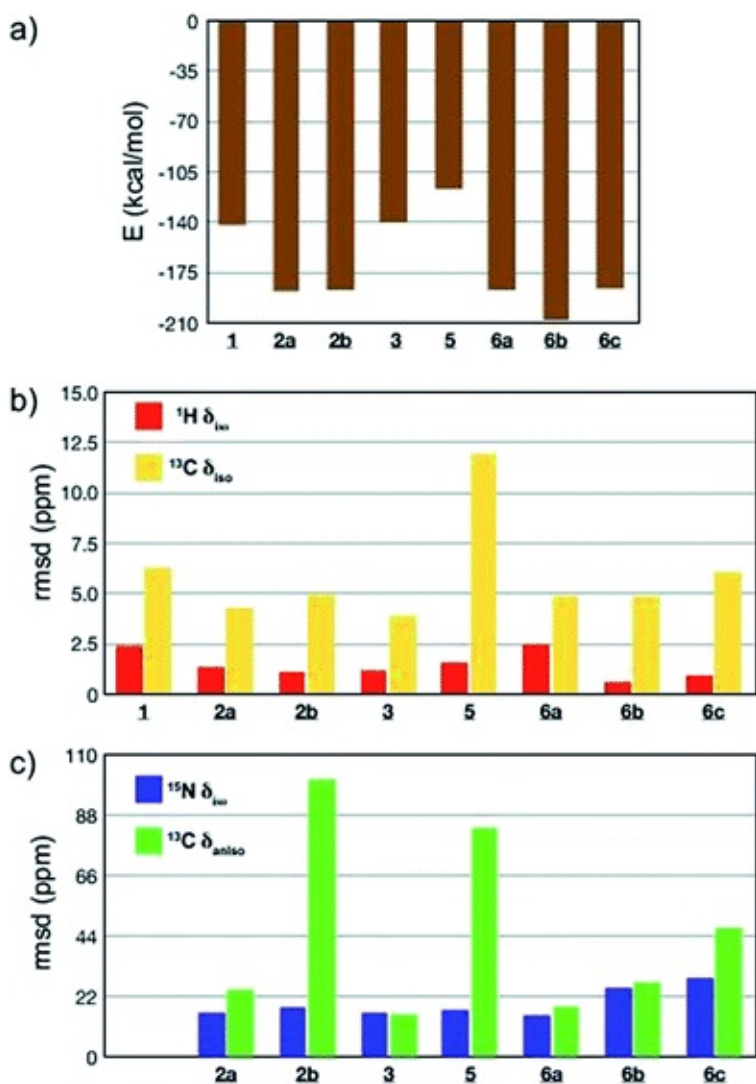 a)
E (kcal/mol)
0
-35
-70
-105
-140
-175
-210
1 2a 2b 3 5 6a 6b 6c
b)
rmsd (ppm)
15.0
12.5
10.0
7.5
5.0
2.5
0
¹H δiso
¹³C δiso
1 2a 2b 3 5 6a 6b 6c
c)
rmsd (ppm)
110
88
66
44
22
0
¹⁵N δiso
¹³C δaniso
2a 2b 3 5 6a 6b 6c